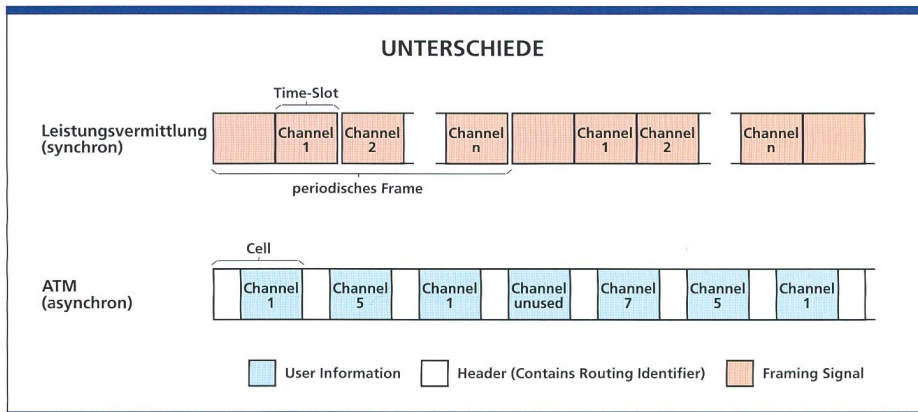 UNTERSCHIEDE
Time-Slot
Leistungsvermittlung
(synchron)
Channel
1
Channel
2
Channel
n
Channel
1
Channel
2
Channel
n
periodisches Frame
Cell
ATM
(asynchron)
Channel
1
Channel
5
Channel
1
Channel
unused
Channel
7
Channel
5
Channel
1
User Information
Header (Contains Routing Identifier)
Framing Signal